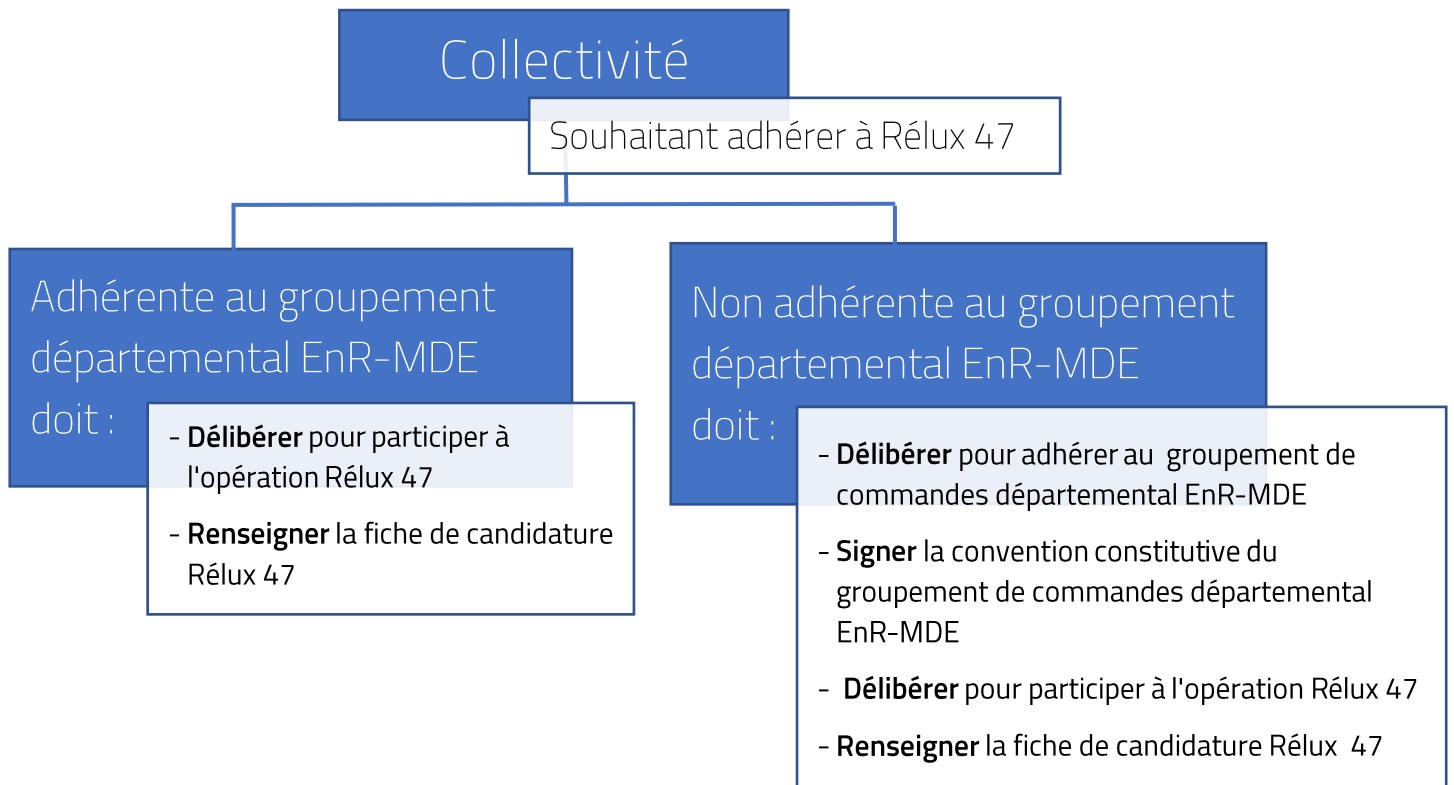 Collectivité
Souhaitant adhérer à Rélux 47
Adhérente au groupement
départemental EnR-MDE
doit :
- Délibérer pour participer à
l'opération Rélux 47
- Renseigner la fiche de candidature
Rélux 47
Non adhérente au groupement
départemental EnR-MDE
doit :
- Délibérer pour adhérer au groupement de
commandes départemental EnR-MDE
- Signer la convention constitutive du
groupement de commandes départemental
EnR-MDE
- Délibérer pour participer à l'opération Rélux 47
- Renseigner la fiche de candidature Rélux 47